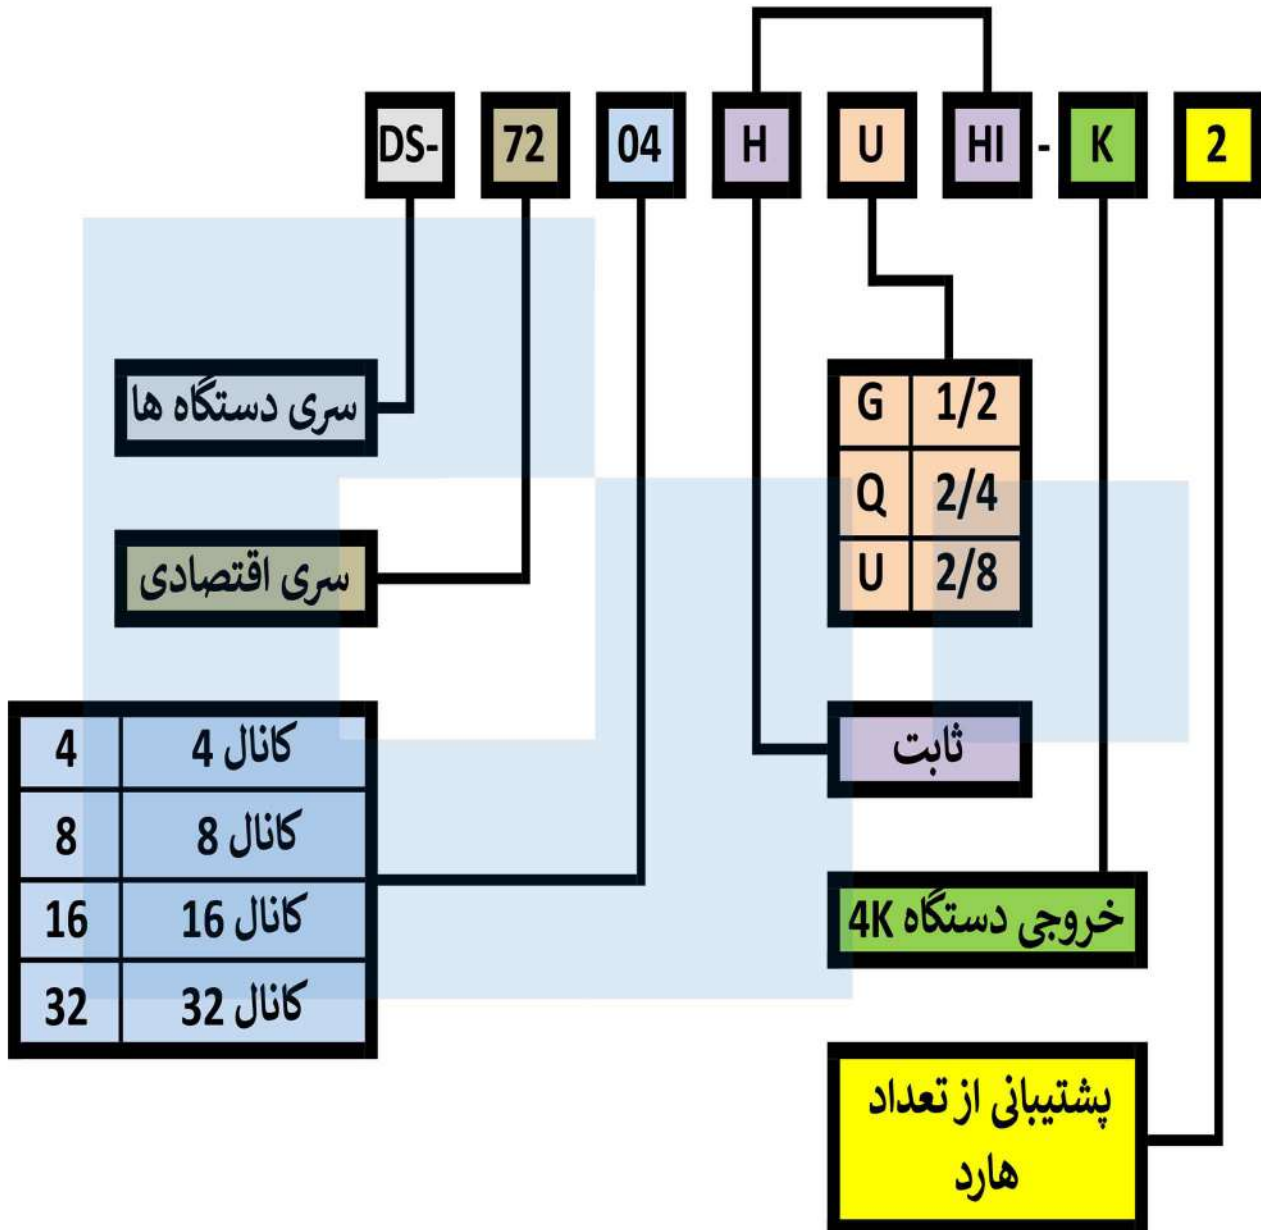 DS- 72 04 H U HI - K 2
سری دستگاه ها
G 1/2
Q 2/4
U 2/8
سری اقتصادی
4 4 کانال
8 8 کانال
16 16 کانال
32 32 کانال
ثابت
خروجی دستگاه 4K
پشتیبانی از تعداد
هارد